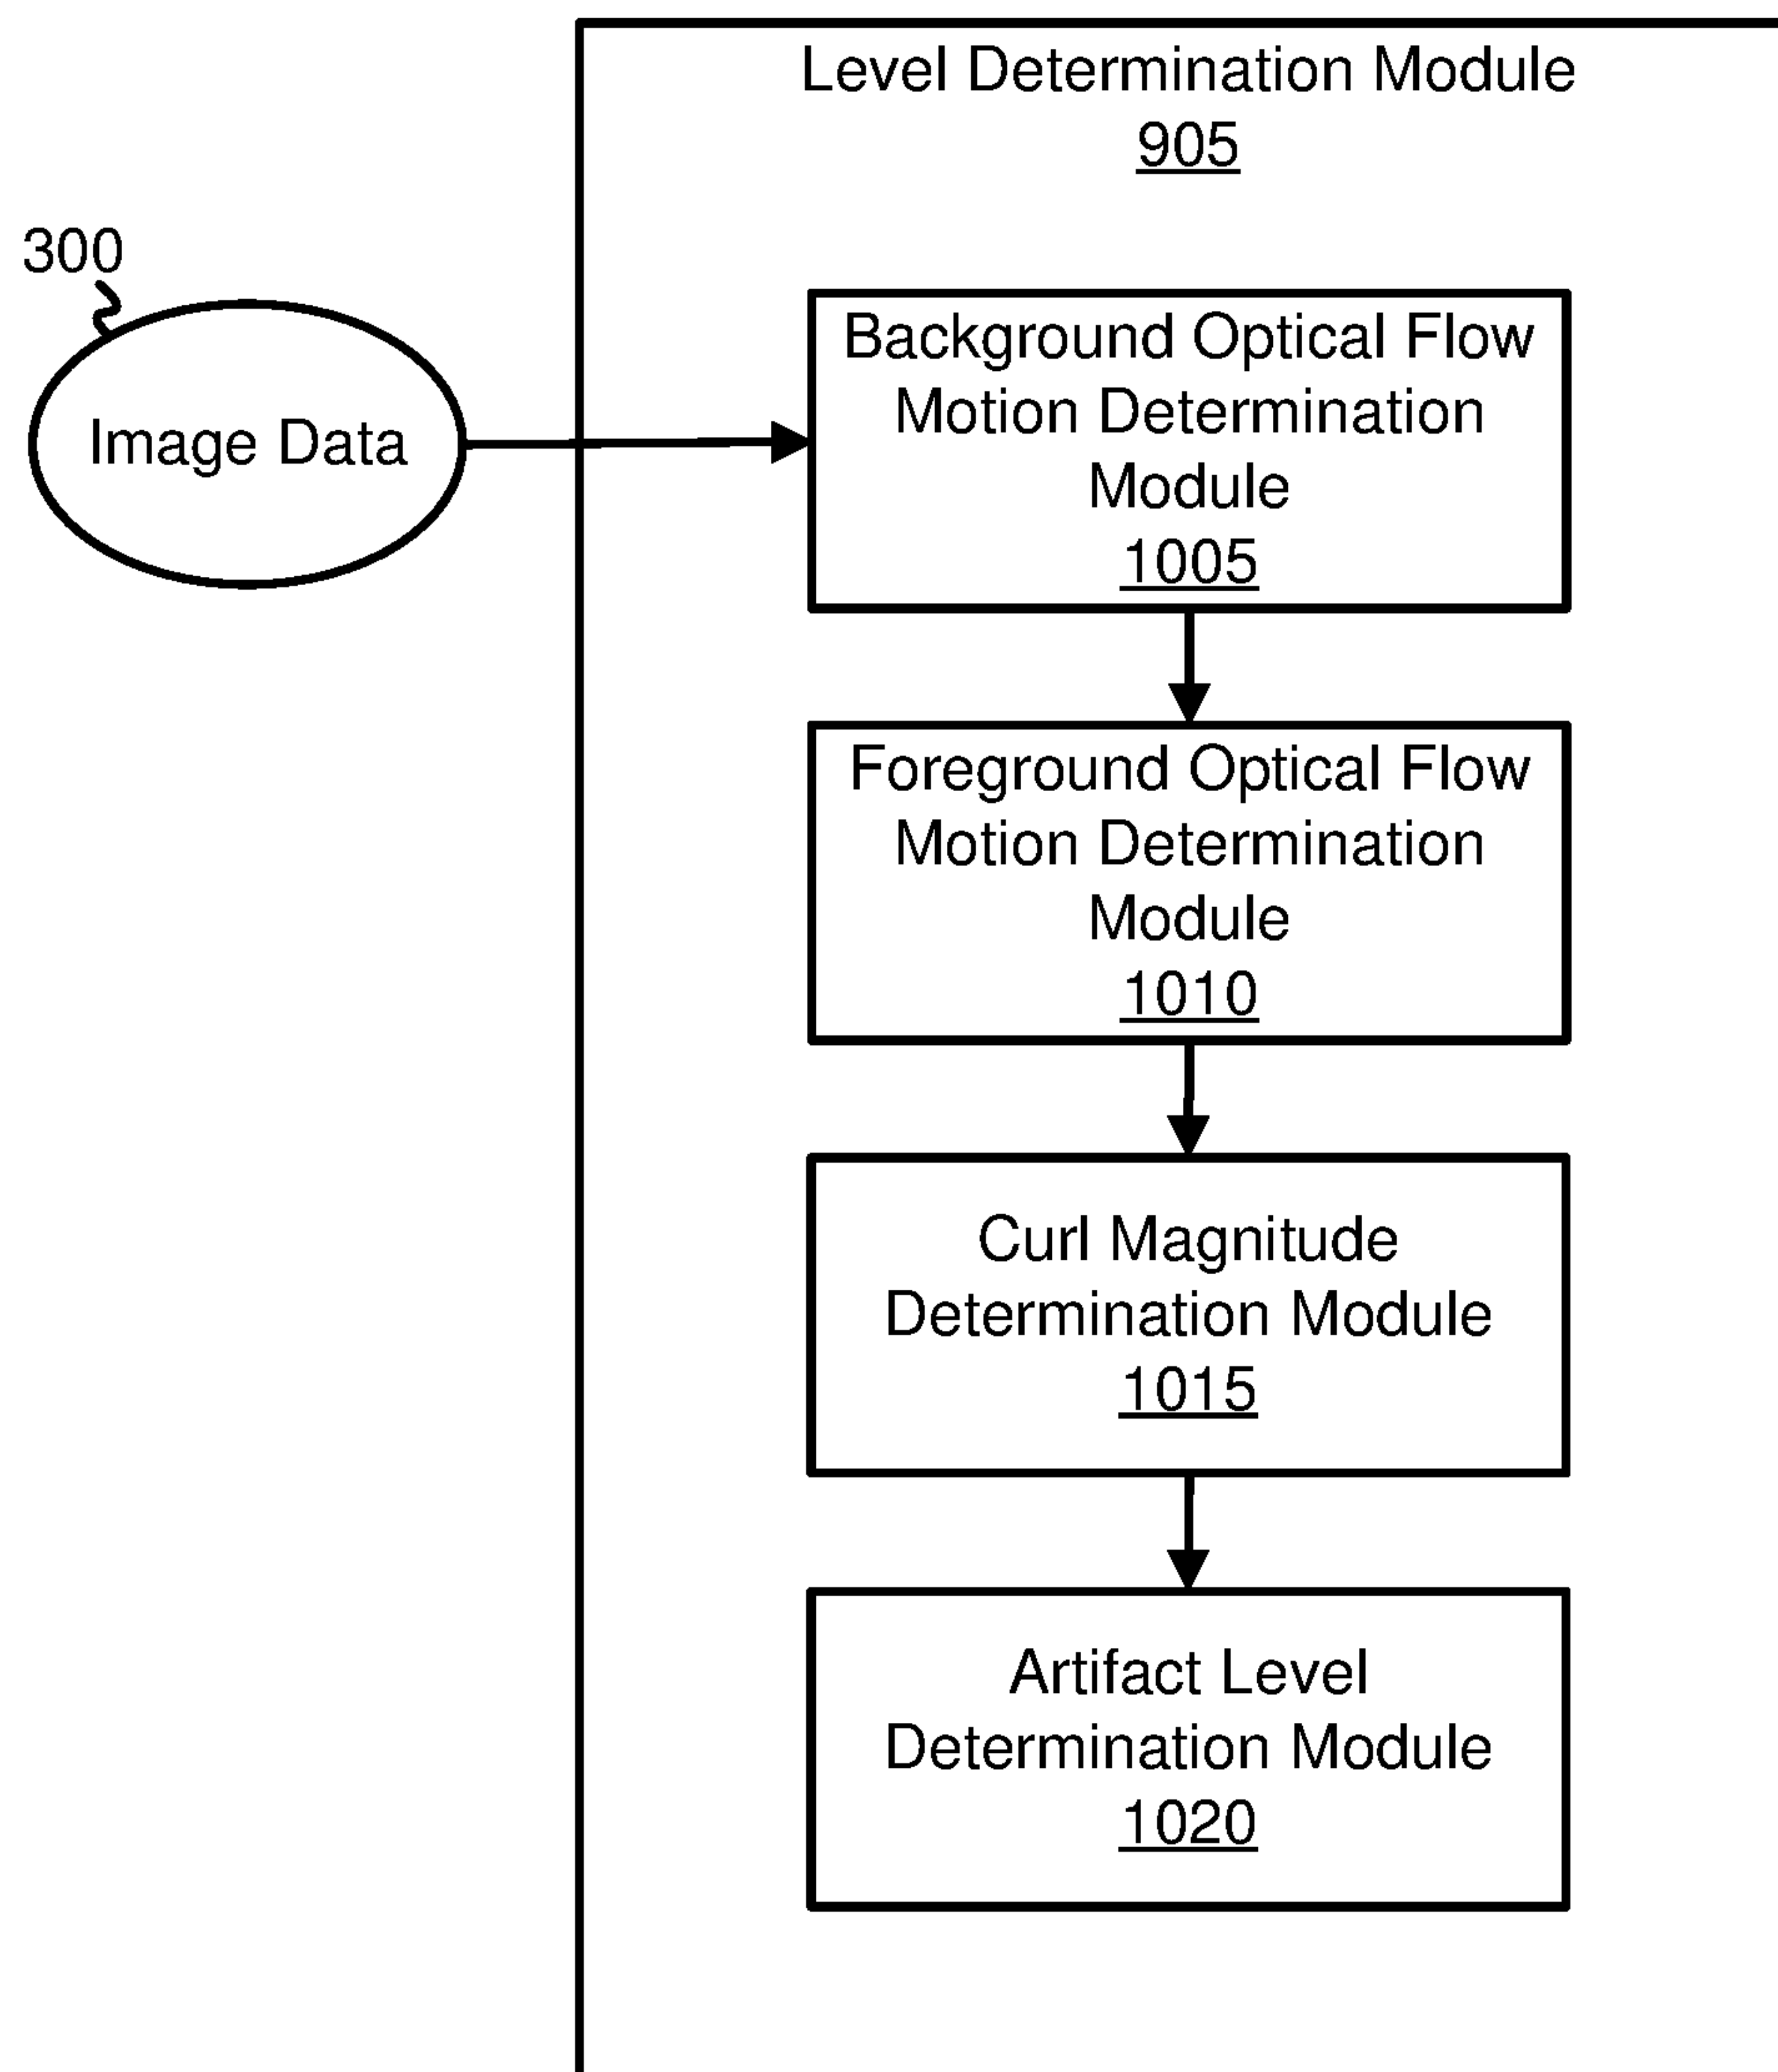 Level Determination Module
905
300
Image Data
Background Optical Flow
Motion Determination
Module
1005
Foreground Optical Flow
Motion Determination
Module
1010
Curl Magnitude
Determination Module
1015
Artifact Level
Determination Module
1020